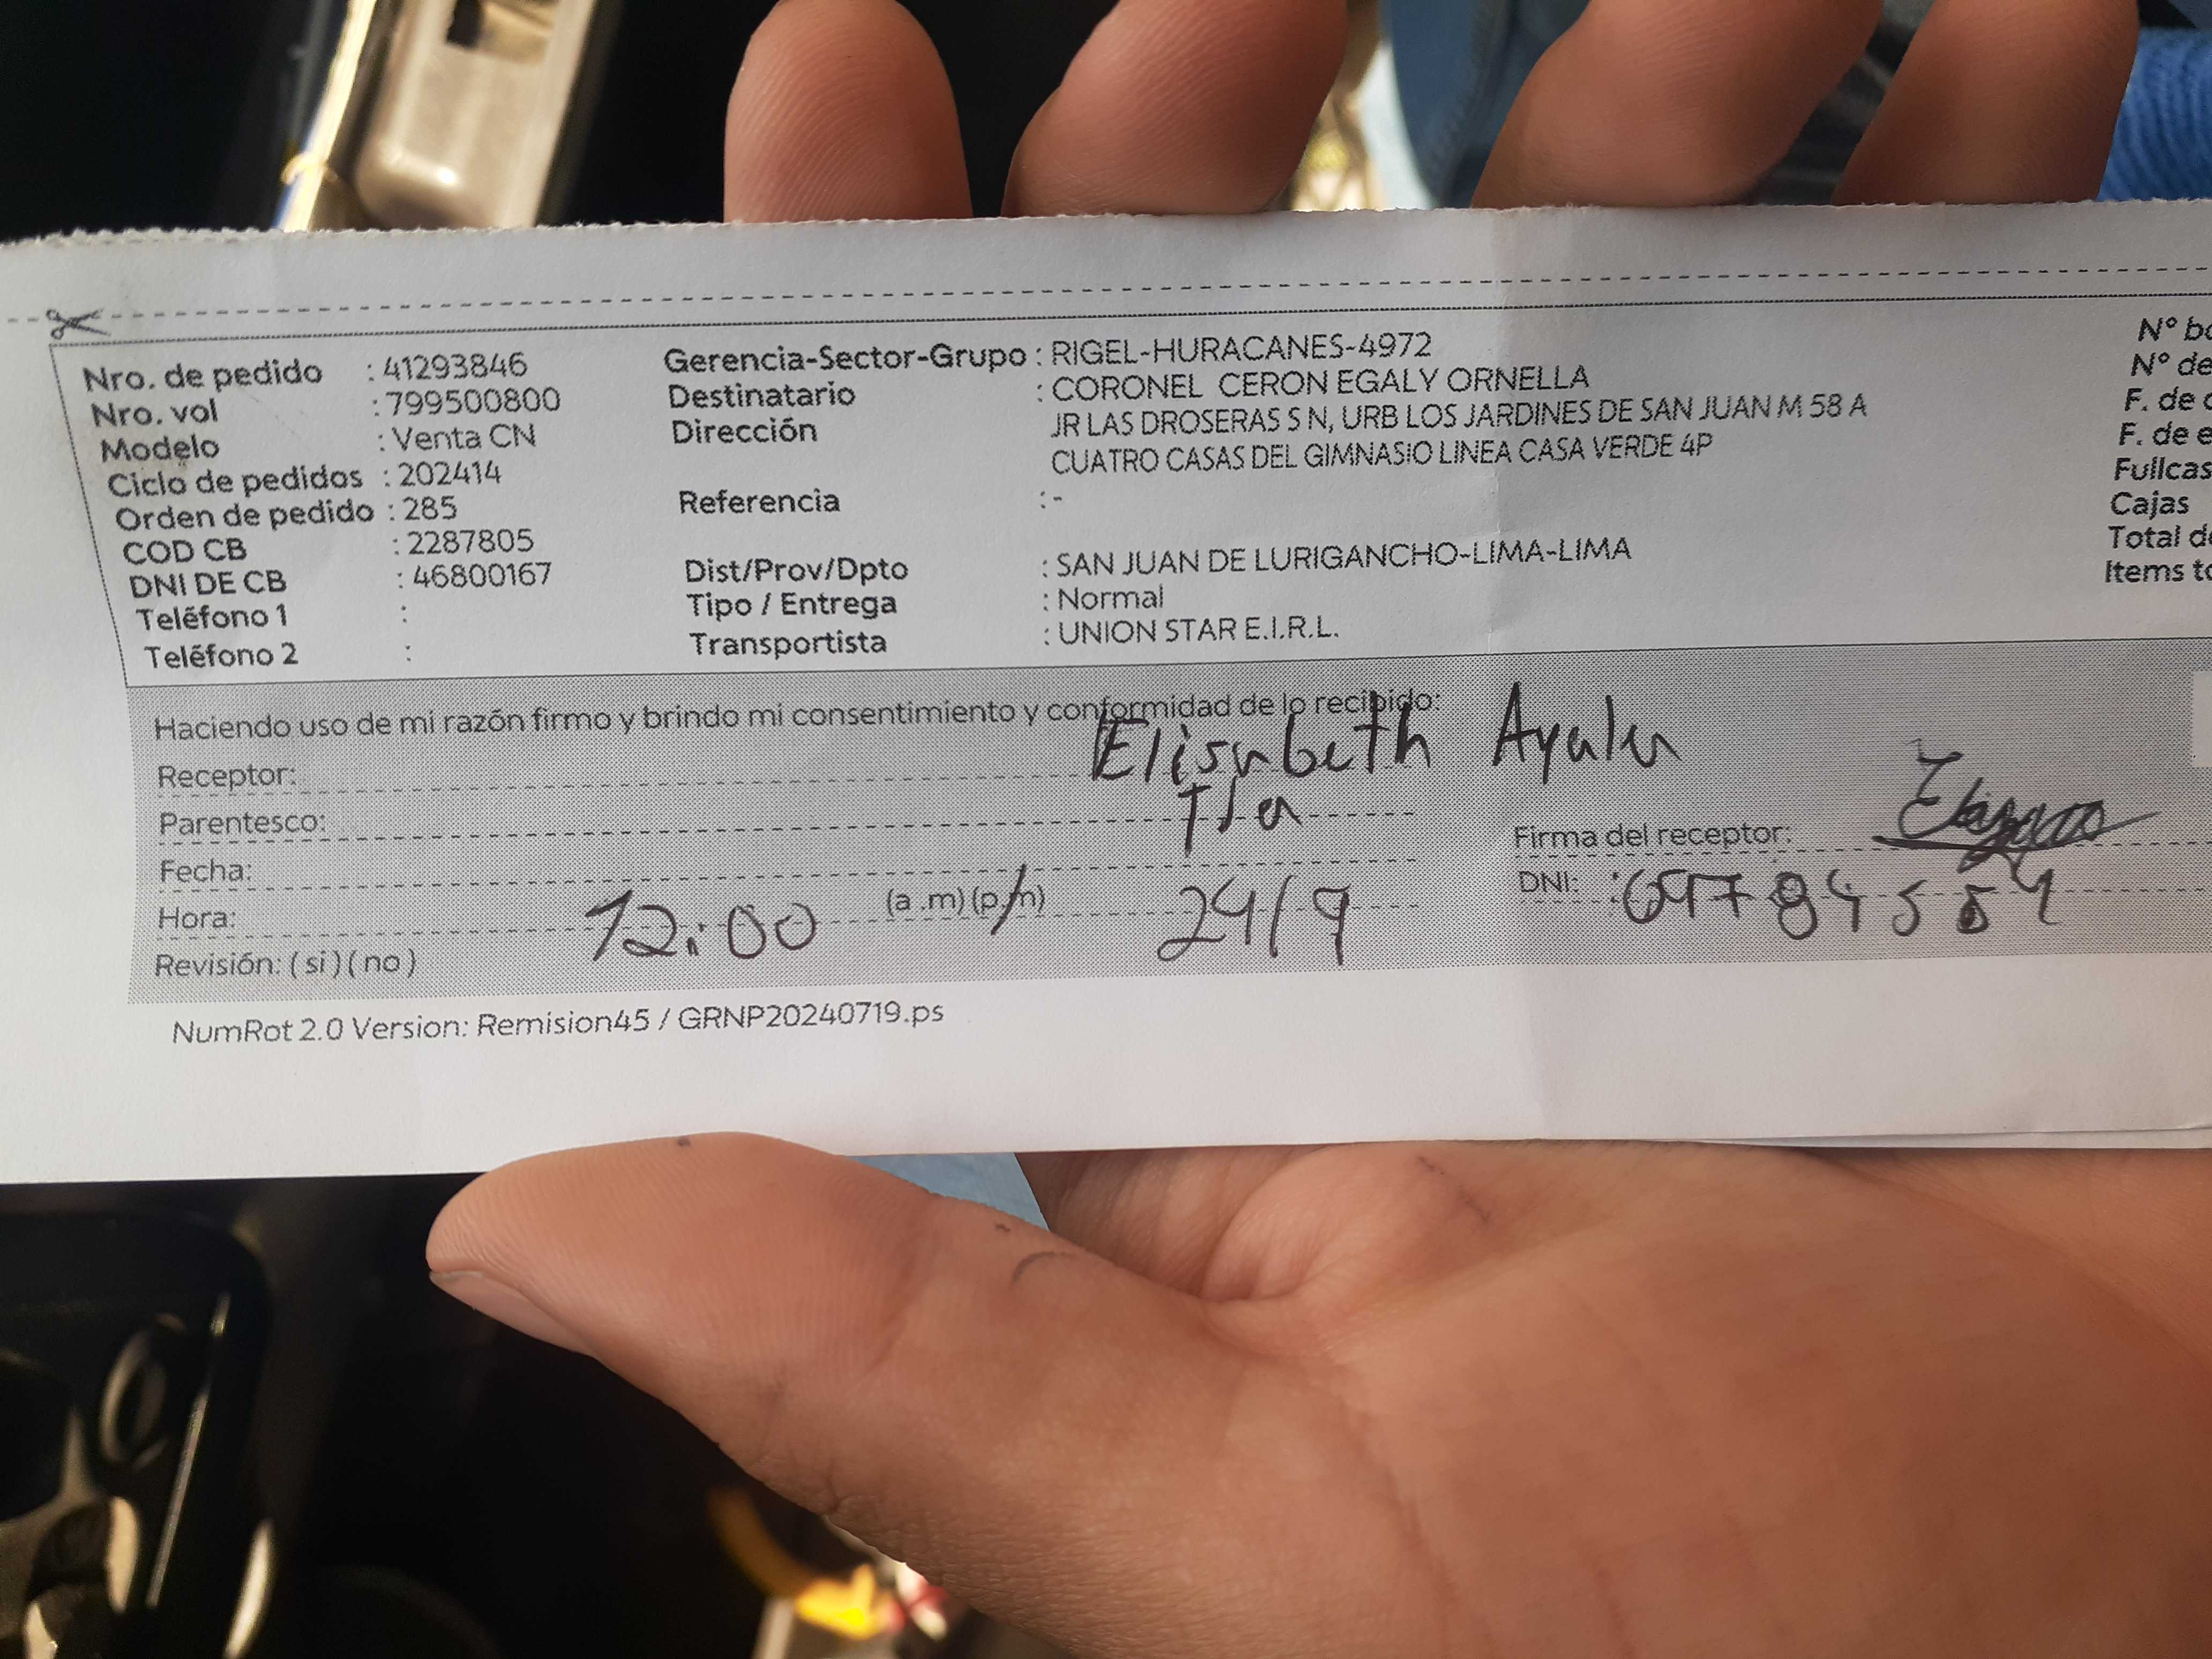 Nro. de pedido : 41293846
Nro. vol : 799500800
Modelo : Venta CN
Ciclo de pedidos : 202414
Orden de pedido : 285
COD CB : 2287805
DNI DE CB : 46800167
Teléfono 1 :
Teléfono 2 :
Gerencia-Sector-Grupo : RIGEL-HURACANES-4972
Destinatario : CORONEL CERON EGALY ORNELLA
Dirección JR LAS DROSERAS S N, URB LOS JARDINES DE SAN JUAN M 58 A
CUATRO CASAS DEL GIMNASIO LINEA CASA VERDE 4P
Referencia : -
Dist/Prov/Dpto : SAN JUAN DE LURIGANCHO-LIMA-LIMA
Tipo / Entrega : Normal
Transportista : UNION STAR E.I.R.L.
N° bo
N° de
F. de c
F. de e
Fullcas
Cajas
Total de
Items to
Haciendo uso de mi razón firmo y brindo mi consentimiento y conformidad de lo recibido:
Receptor: Elisabeth Ayala
Parentesco: Tia
Fecha:
Hora: 12:00 (a .m) (p.m) 24/9
Revisión: ( si ) ( no )
Firma del receptor:
DNI:
NumRot 2.0 Version: Remision45 / GRNP20240719.ps